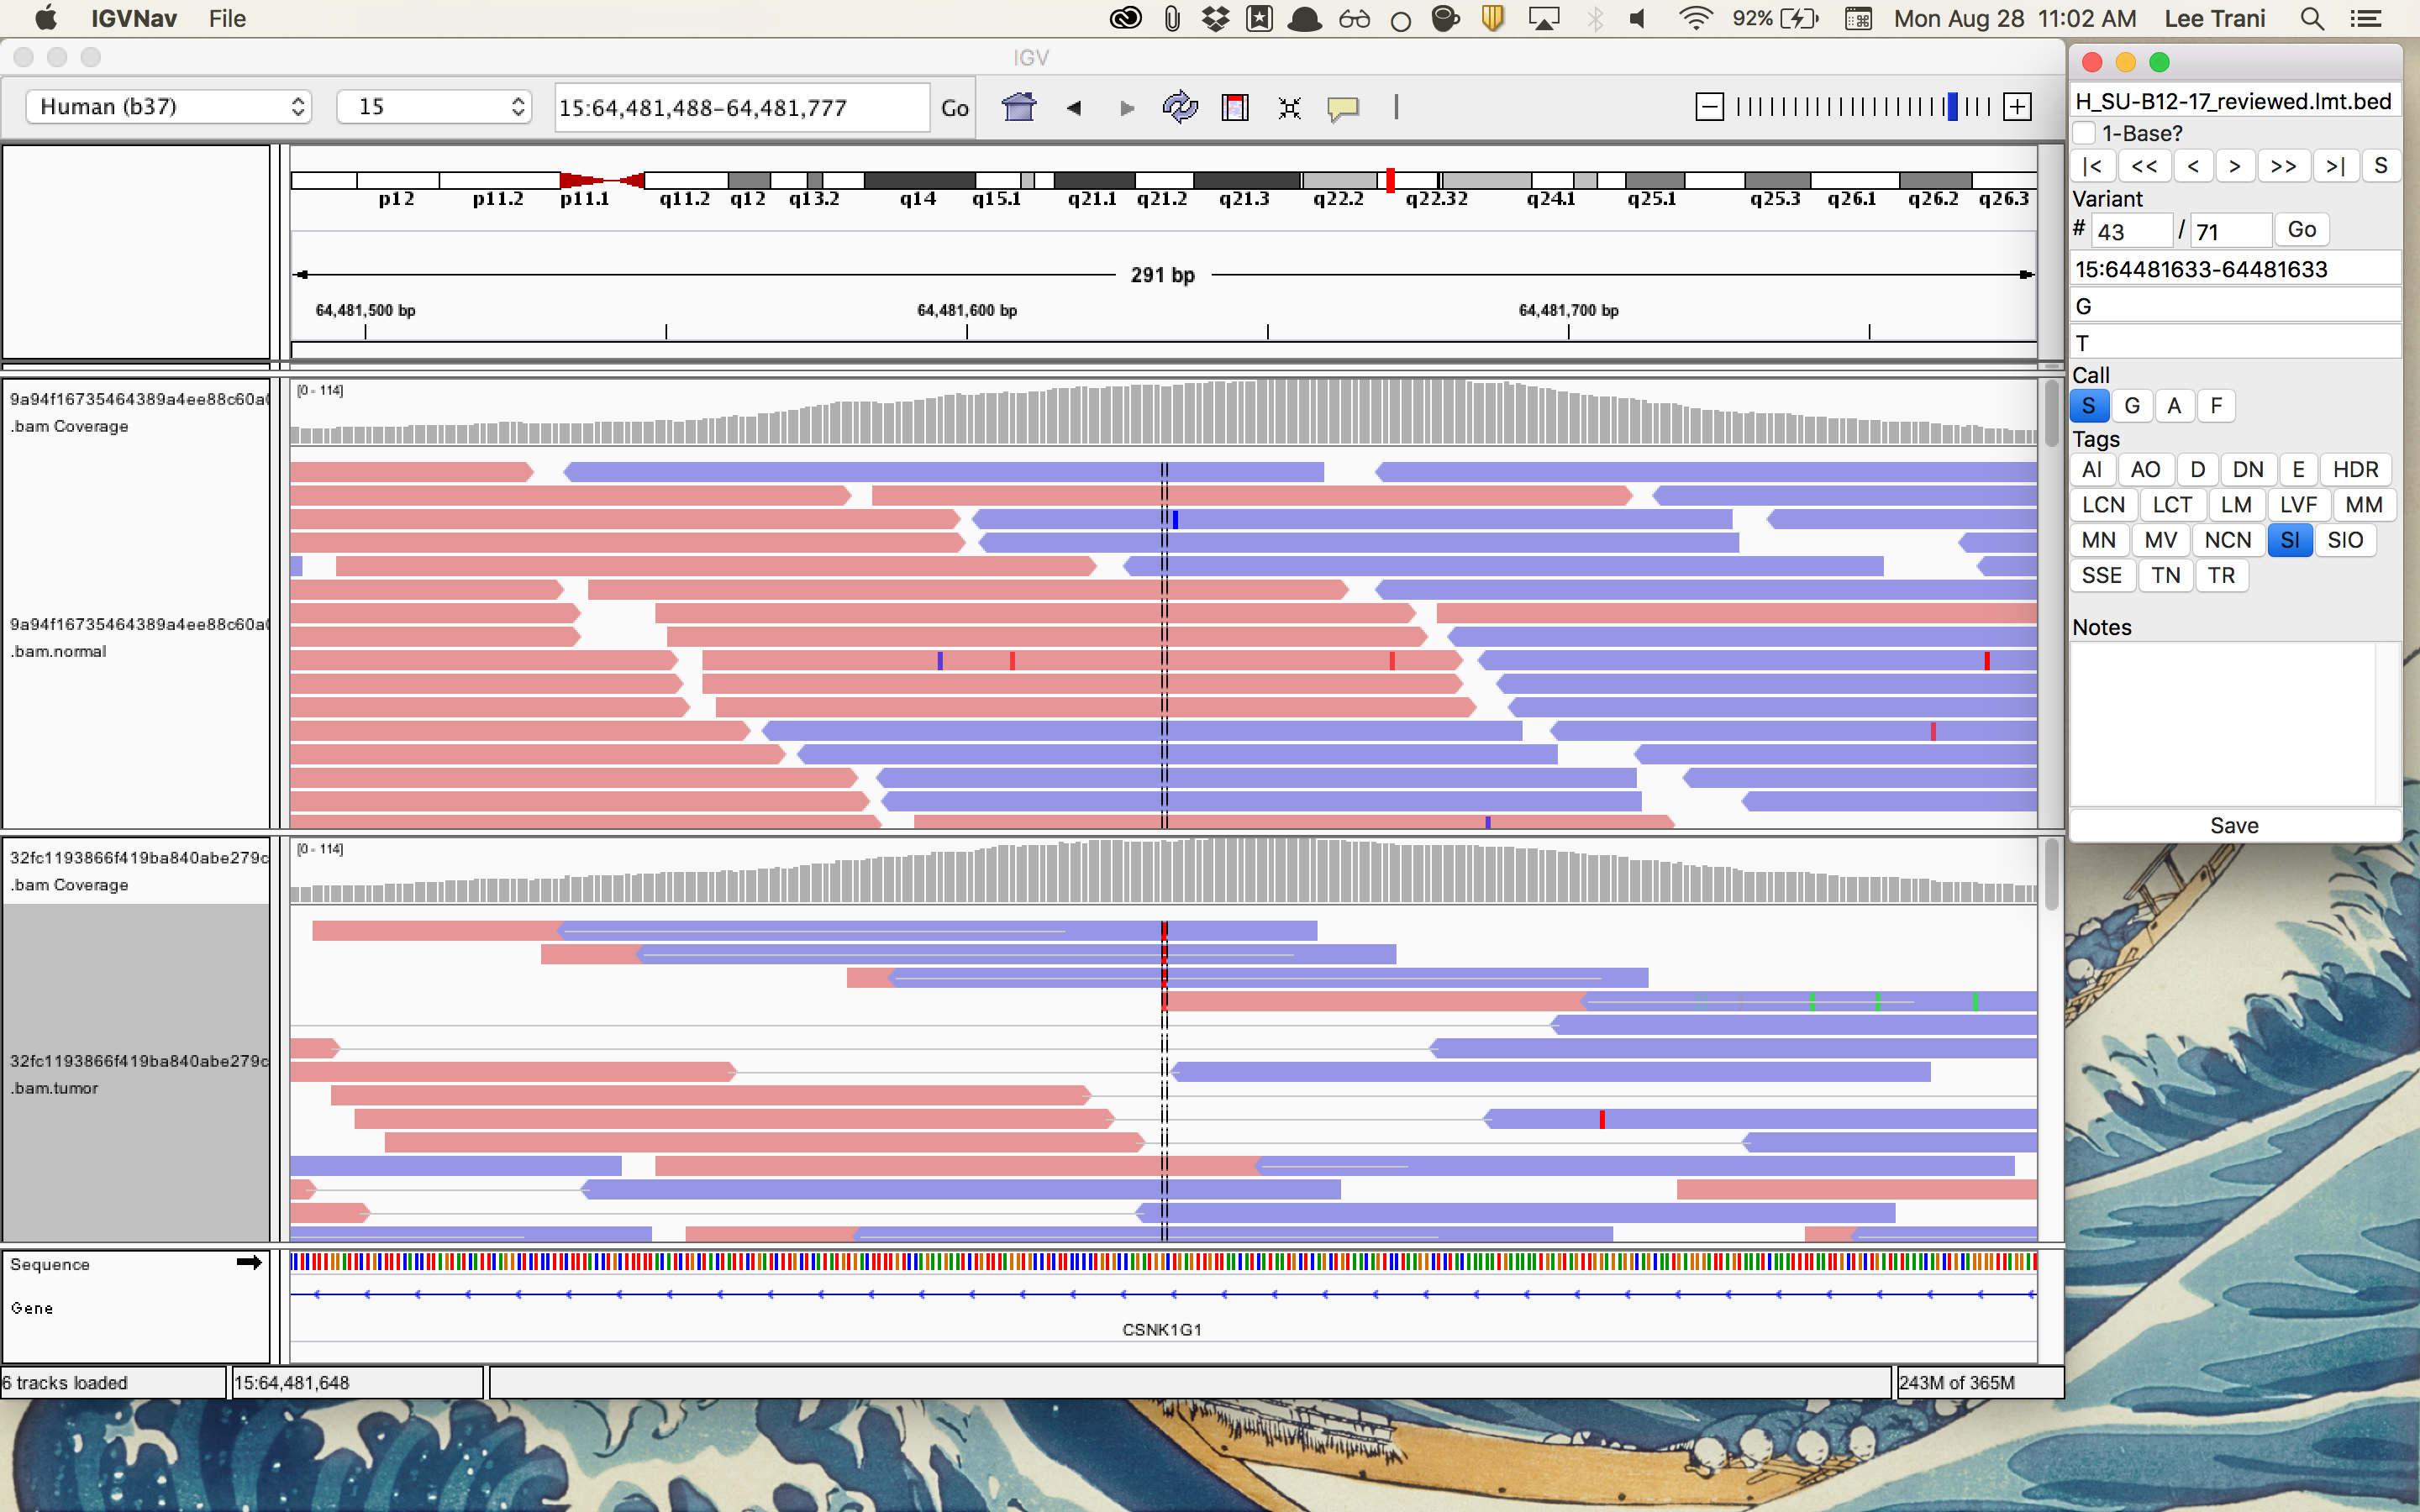 IGVNav File 92% Mon Aug 28 11:02 AM Lee Trani
IGV
Human (b37) 15 15:64,481,488-64,481,777 Go
p12 p11.2 p11.1 q11.2 q12 q13.2 q14 q15.1 q21.1 q21.2 q21.3 q22.2 q22.32 q24.1 q25.1 q25.3 q26.1 q26.2 q26.3
291 bp
64,481,500 bp 64,481,600 bp 64,481,700 bp
9a94f16735464389a4ee88c60a
.bam Coverage
[0 - 114]
9a94f16735464389a4ee88c60a
.bam.normal
32fc1193866f419ba840abe279c
.bam Coverage
[0 - 114]
32fc1193866f419ba840abe279c
.bam.tumor
Sequence
Gene
CSNK1G1
6 tracks loaded 15:64,481,648 243M of 365M
H_SU-B12-17_reviewed.lmt.bed
1-Base?
|< << < > >> >| S
Variant
# 43 / 71 Go
15:64481633-64481633
G
T
Call
S G A F
Tags
AI AO D DN E HDR
LCN LCT LM LVF MM
MN MV NCN SI SIO
SSE TN TR
Notes
Save